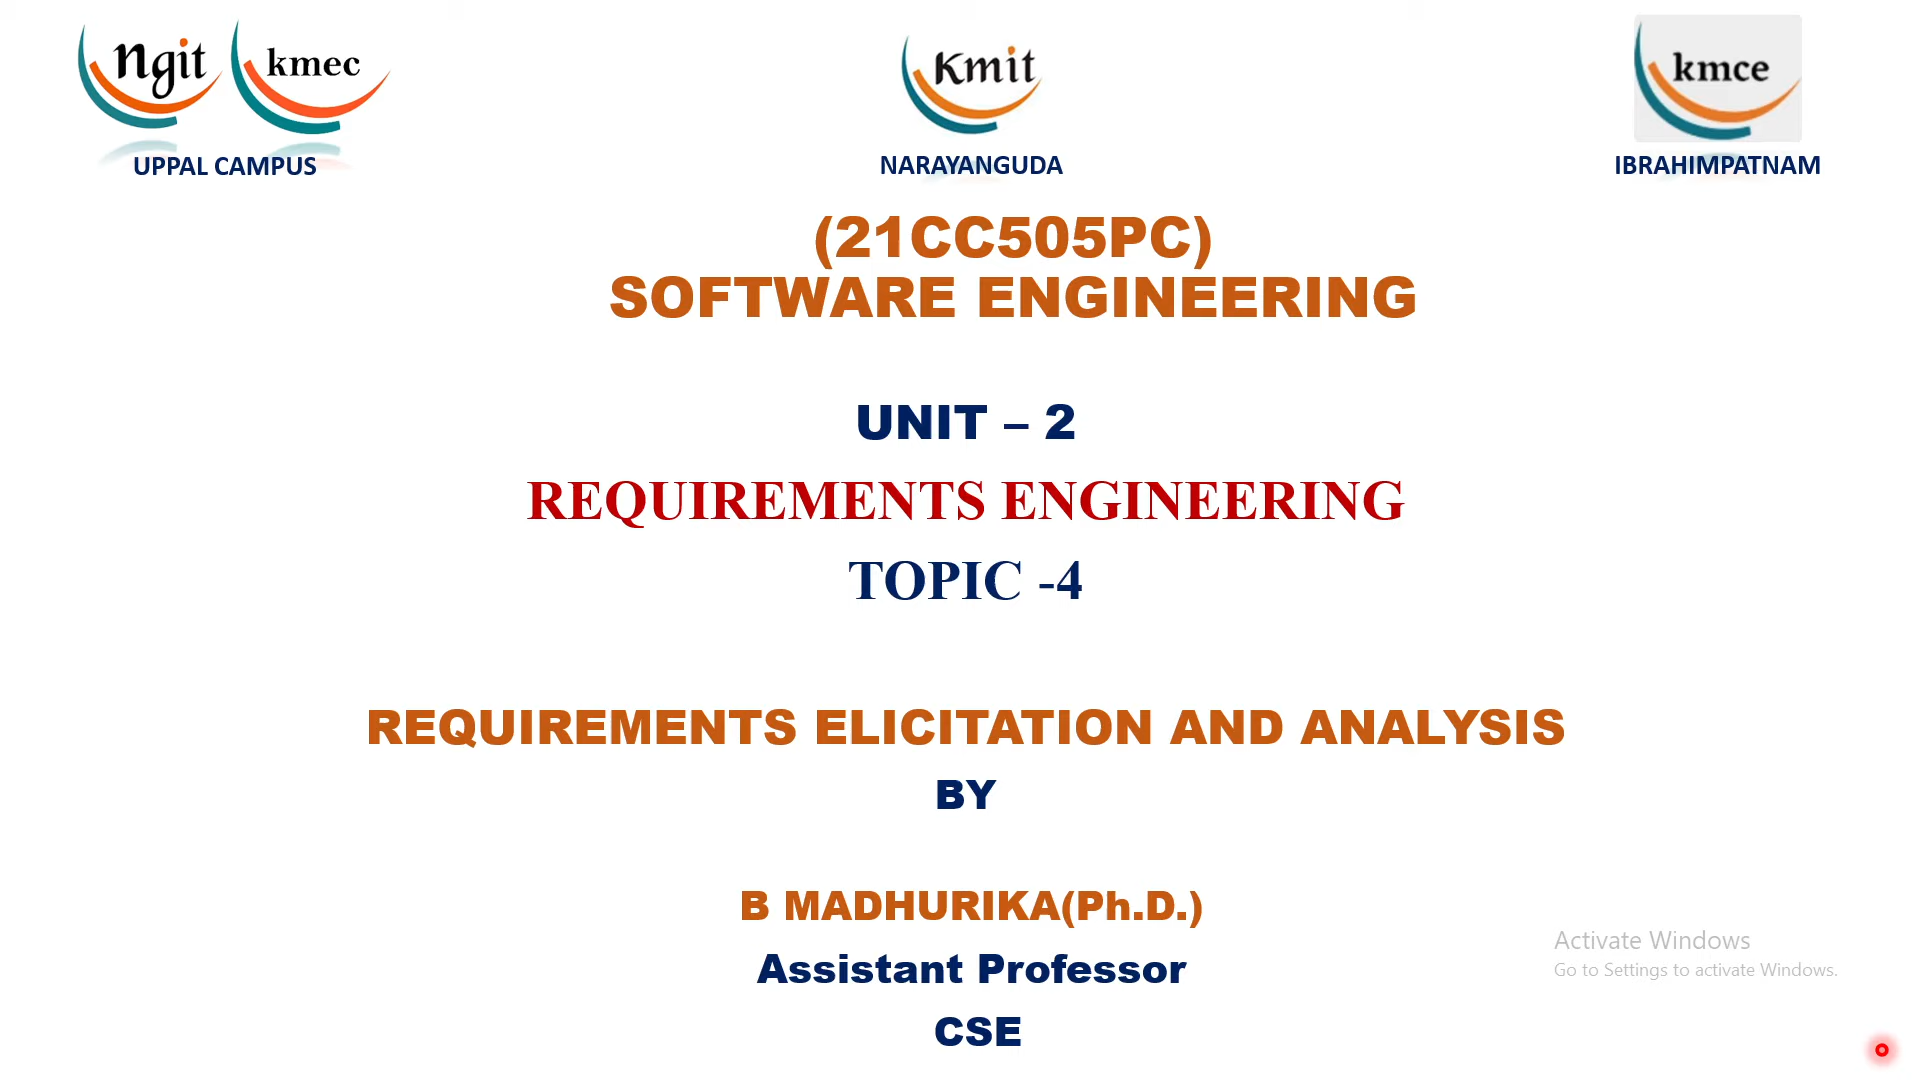 Ngit kmec Kmit kmce
UPPAL CAMPUS NARAYANGUDA IBRAHIMPATNAM
(21CC505PC)
SOFTWARE ENGINEERING
UNIT – 2
REQUIREMENTS ENGINEERING
TOPIC -4
REQUIREMENTS ELICITATION AND ANALYSIS
BY
B MADHURIKA(Ph.D.)
Assistant Professor
CSE
Activate Windows
Go to Settings to activate Windows.